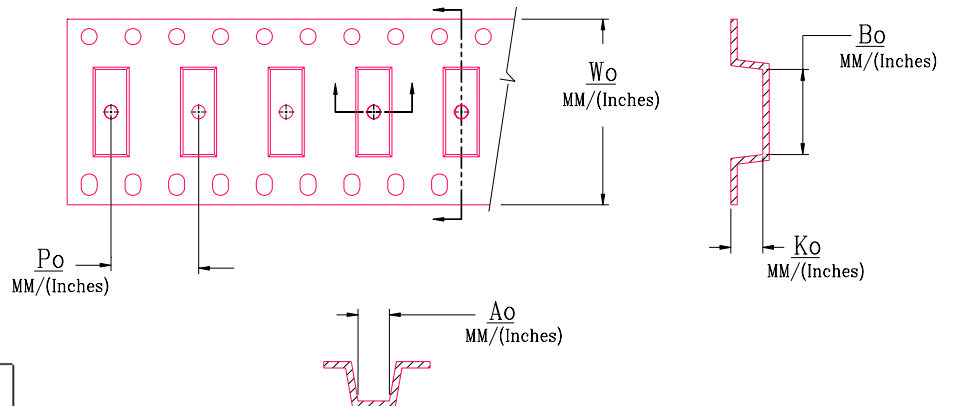 Wo
MM/(Inches)
Bo
MM/(Inches)
Po
MM/(Inches)
Ko
MM/(Inches)
Ao
MM/(Inches)